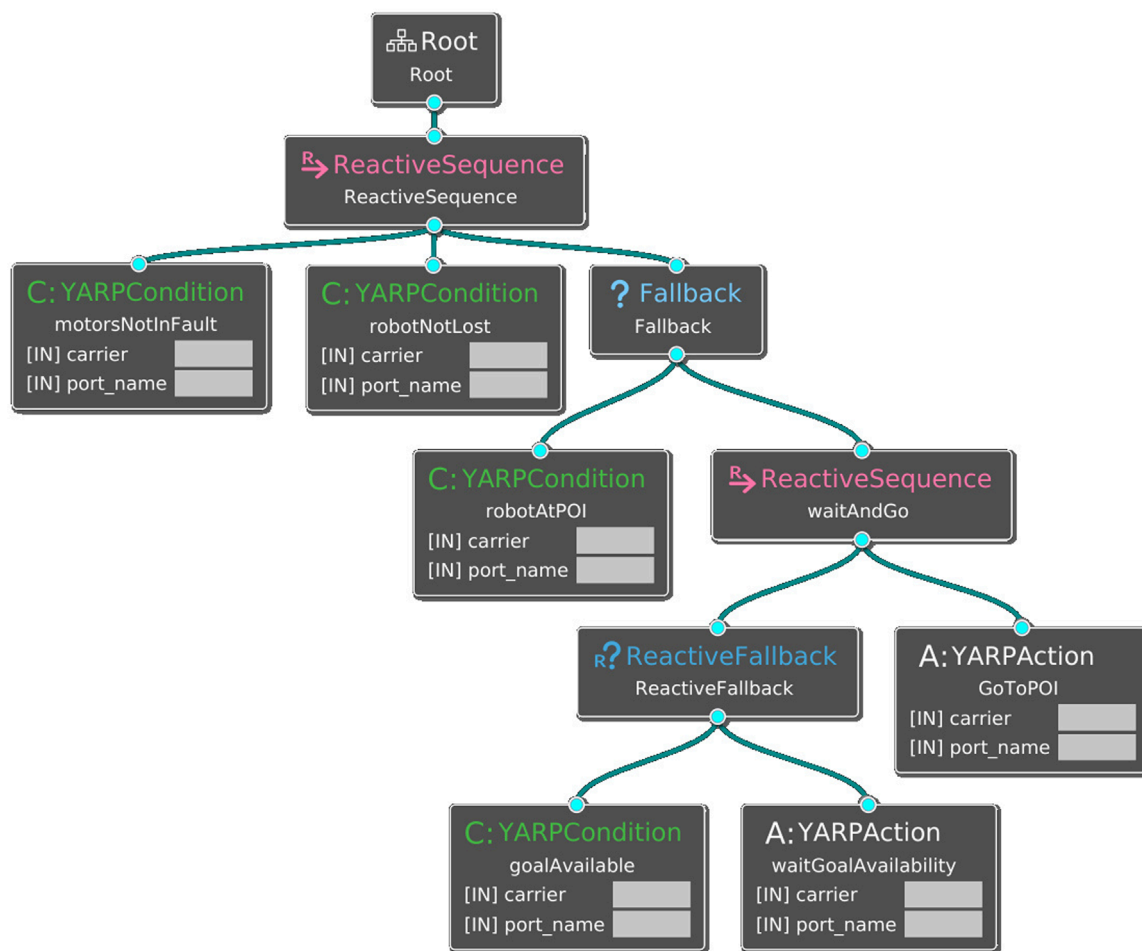 Root
Root
R ReactiveSequence
ReactiveSequence
C: YARPCondition
motorsNotInFault
[IN] carrier
[IN] port_name
C: YARPCondition
robotNotLost
[IN] carrier
[IN] port_name
? Fallback
Fallback
C: YARPCondition
robotAtPOI
[IN] carrier
[IN] port_name
R ReactiveSequence
waitAndGo
R? ReactiveFallback
ReactiveFallback
A: YARPAction
GoToPOI
[IN] carrier
[IN] port_name
C: YARPCondition
goalAvailable
[IN] carrier
[IN] port_name
A: YARPAction
waitGoalAvailability
[IN] carrier
[IN] port_name